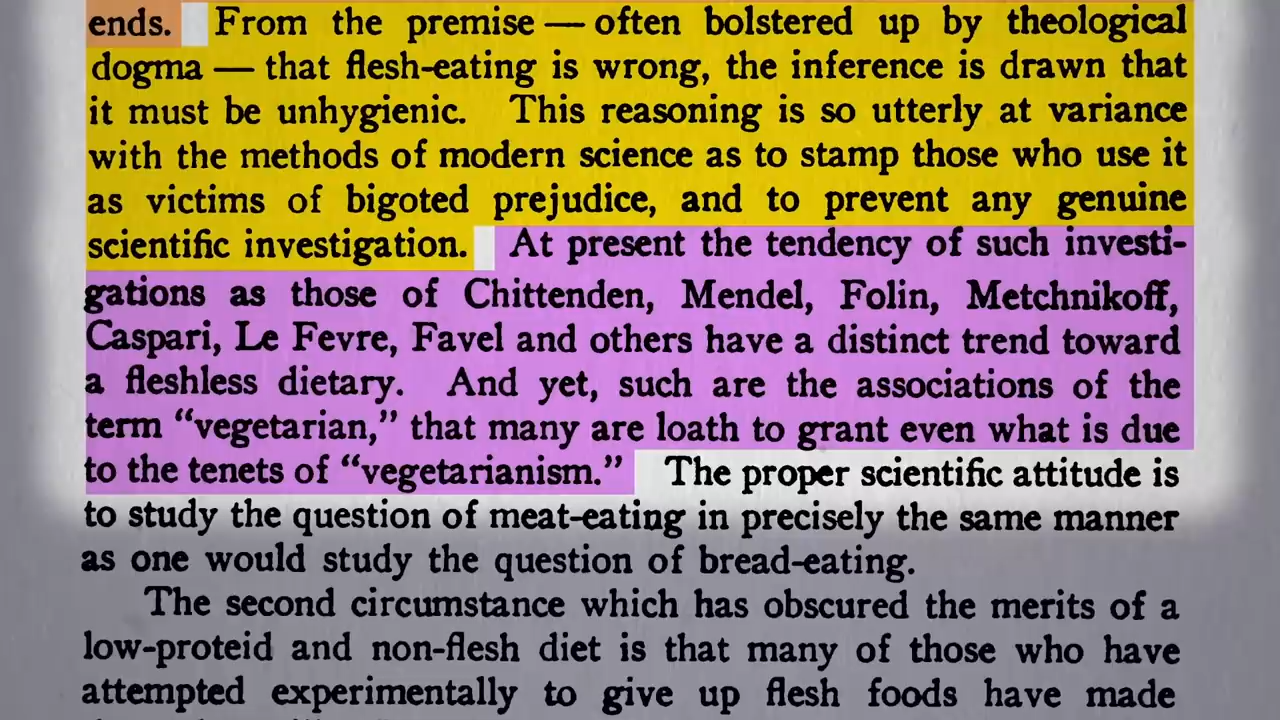 ends. From the premise — often bolstered up by theological
dogma — that flesh-eating is wrong, the inference is drawn that
it must be unhygienic. This reasoning is so utterly at variance
with the methods of modern science as to stamp those who use it
as victims of bigoted prejudice, and to prevent any genuine
scientific investigation. At present the tendency of such investi-
gations as those of Chittenden, Mendel, Folin, Metchnikoff,
Caspari, Le Fevre, Favel and others have a distinct trend toward
a fleshless dietary. And yet, such are the associations of the
term “vegetarian,” that many are loath to grant even what is due
to the tenets of “vegetarianism.” The proper scientific attitude is
to study the question of meat-eating in precisely the same manner
as one would study the question of bread-eating.
The second circumstance which has obscured the merits of a
low-proteid and non-flesh diet is that many of those who have
attempted experimentally to give up flesh foods have made